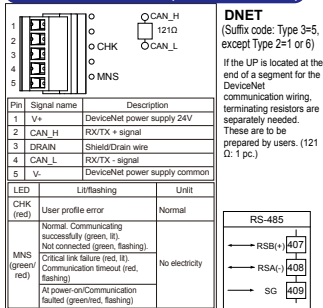 1
2
3
4
5
CHK
MNS
CAN_H
121Ω
CAN_L
DNET
(Suffix code: Type 3=5,
except Type 2=1 or 6)
If the UP is located at the
end of a segment for the
DeviceNet
communication wiring,
terminating resistors are
separately needed.
These are to be
prepared by users. (121
Ω: 1 pc.)
Pin Signal name Description
1 V+ DeviceNet power supply 24V
2 CAN_H RX/TX + signal
3 DRAIN Shield/Drain wire
4 CAN_L RX/TX - signal
5 V- DeviceNet power supply common
LED Lit/flashing Unlit
CHK
(red)
User profile error Normal
MNS
(green/
red)
Normal. Communicating
successfully (green, lit).
Not connected (green, flashing).
Critical link failure (red, lit).
Communication timeout (red,
flashing)
At power-on/Communication
faulted (green/red, flashing)
No electricity
RS-485
RSB(+) 407
RSA(-) 408
SG 409